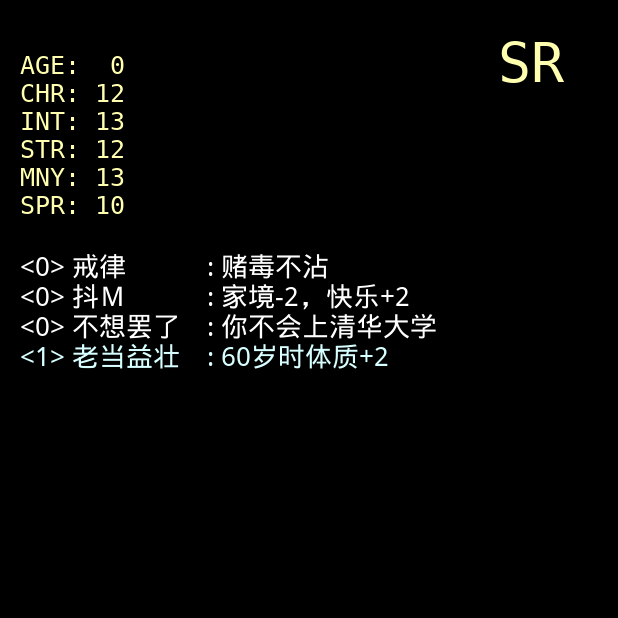 SR
AGE:  0
CHR: 12
INT: 13
STR: 12
MNY: 13
SPR: 10
<0> 戒律 : 赌毒不沾
<0> 抖M : 家境-2，快乐+2
<0> 不想罢了 : 你不会上清华大学
<1> 老当益壮 : 60岁时体质+2